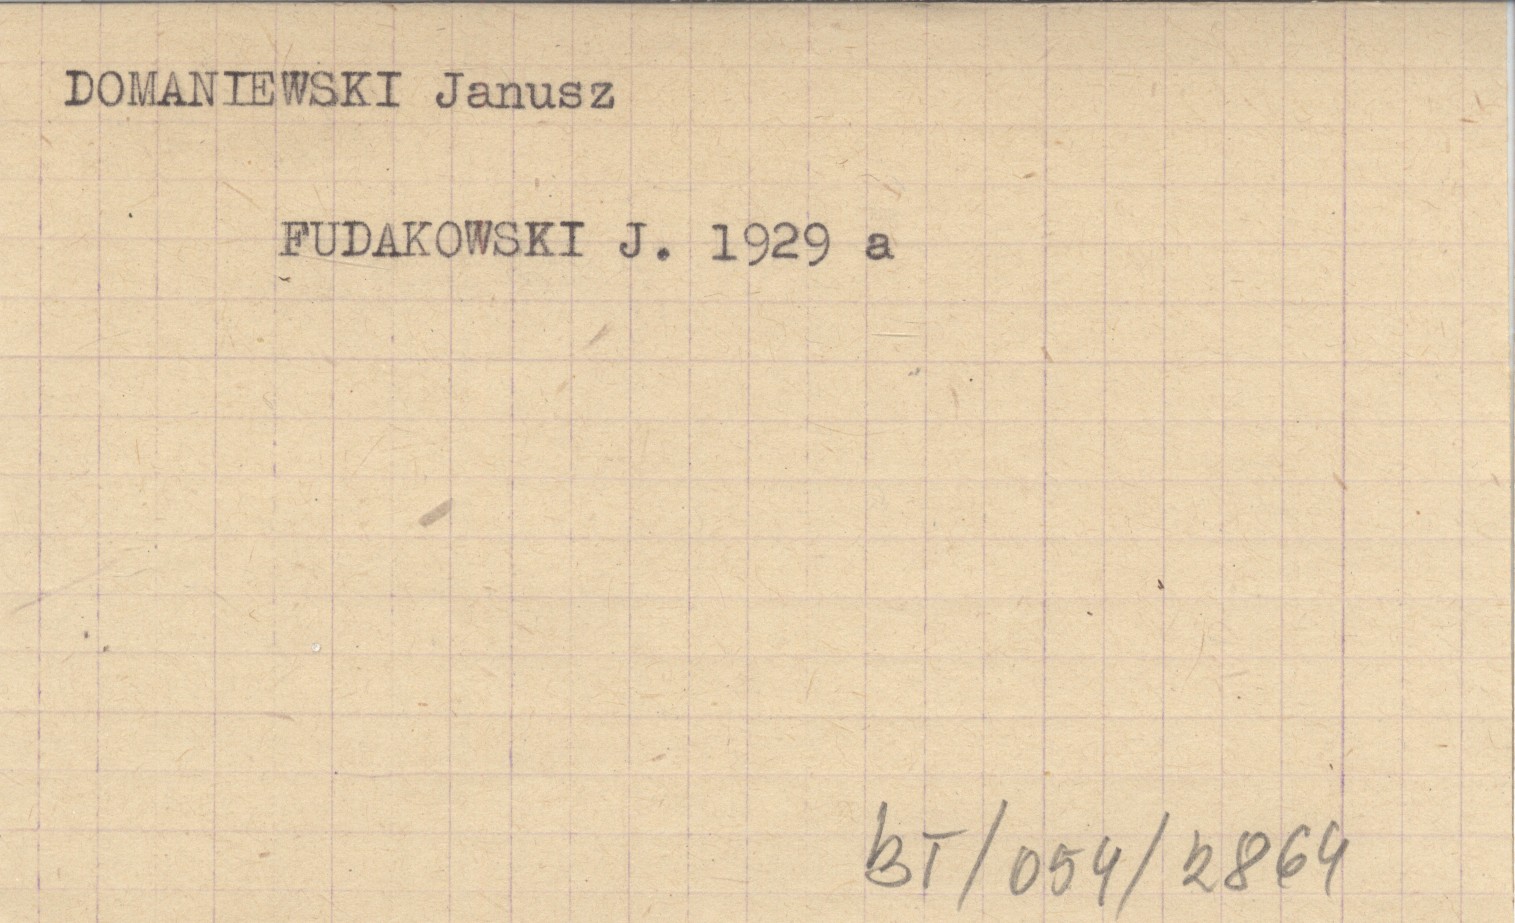 DOMANIEWSKI Janusz
FUDAKOWSKI J. 1929 a
BT/054/2864